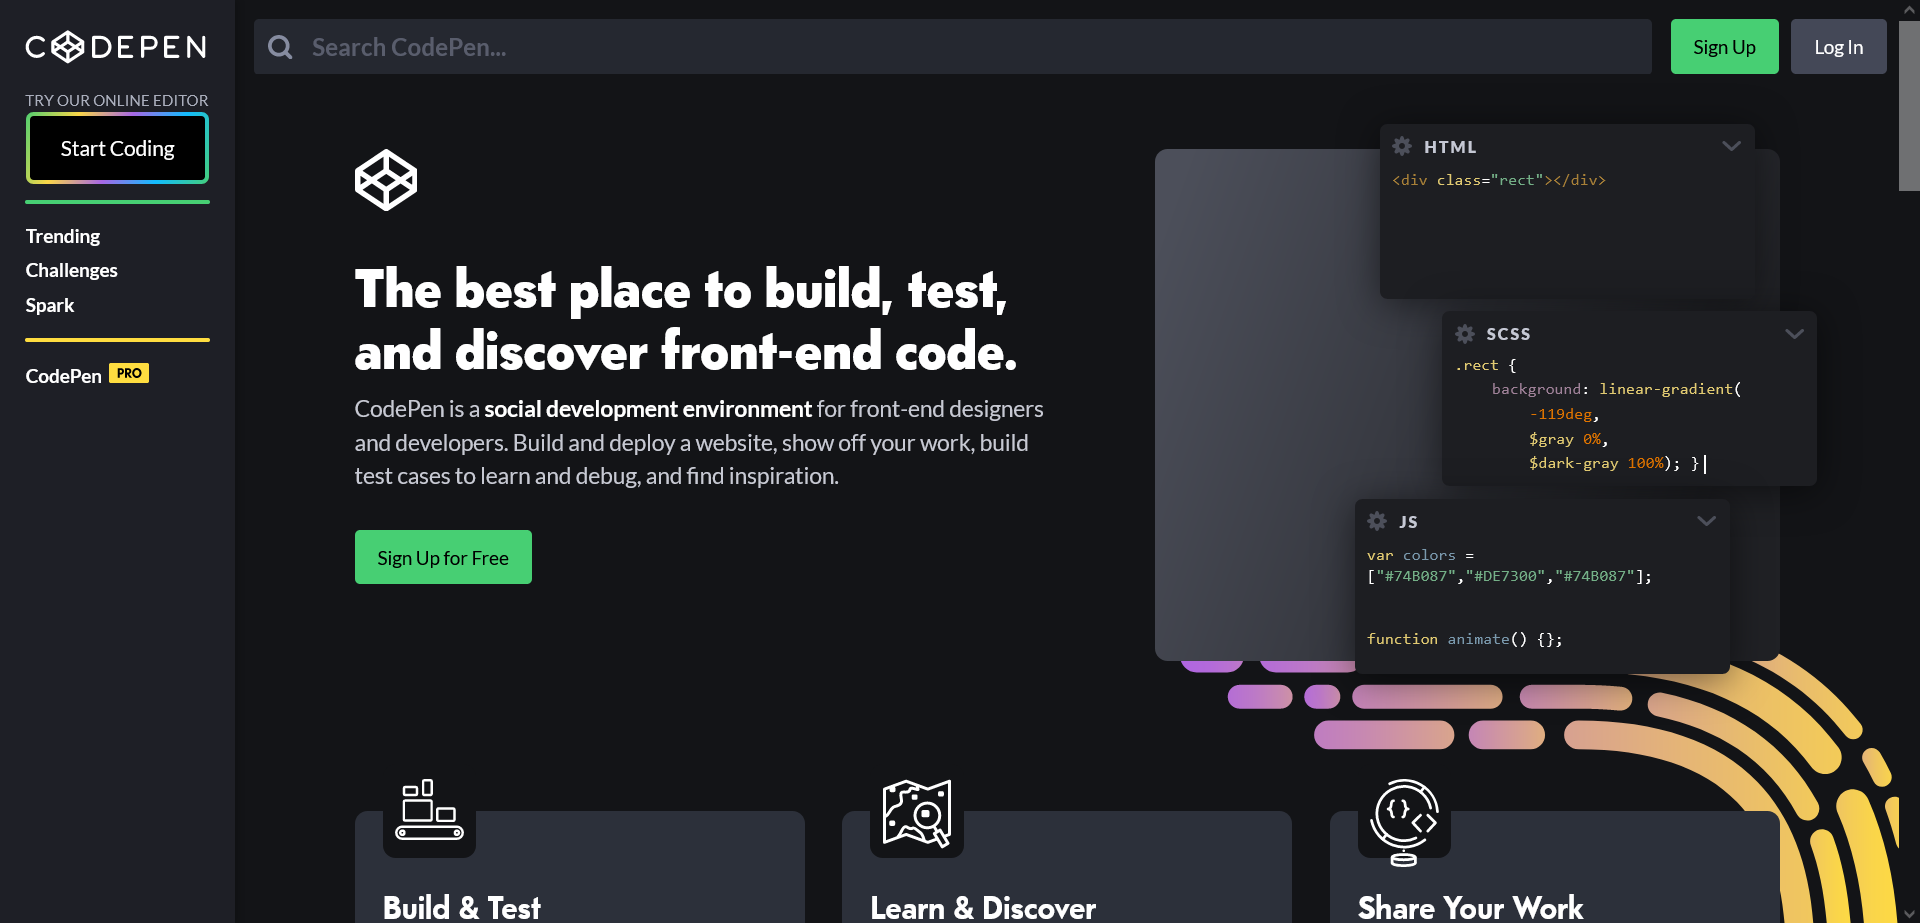 CODEPEN
Search CodePen...
Sign Up
Log In
TRY OUR ONLINE EDITOR
Start Coding
Trending
Challenges
Spark
CodePen PRO
The best place to build, test,
and discover front-end code.
CodePen is a social development environment for front-end designers
and developers. Build and deploy a website, show off your work, build
test cases to learn and debug, and find inspiration.
Sign Up for Free
HTML
<div class="rect"></div>
SCSS
.rect {
background: linear-gradient(
-119deg,
$gray 0%,
$dark-gray 100%); }
JS
var colors =
["#74B087","#DE7300","#74B087"];
function animate() {};
Build & Test
Learn & Discover
{ } < >
Share Your Work